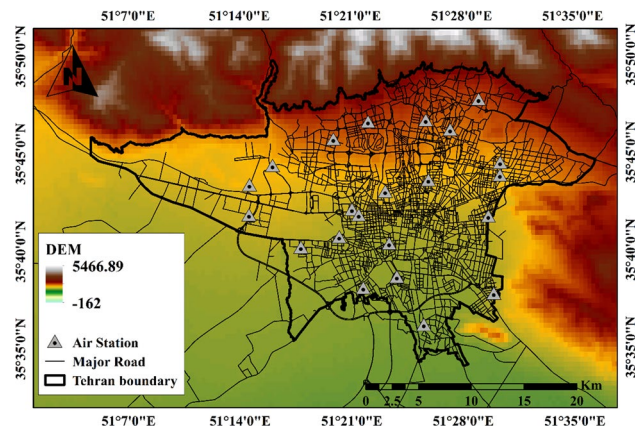 51°7'0"E 51°14'0"E 51°21'0"E 51°28'0"E 51°35'0"E
35°50'0"N
35°45'0"N
35°40'0"N
35°35'0"N
N
35°50'0"N
35°45'0"N
35°40'0"N
35°35'0"N
DEM
5466.89
-162
Air Station
Major Road
Tehran boundary
Km
0 2.5 5 10 15 20
51°7'0"E 51°14'0"E 51°21'0"E 51°28'0"E 51°35'0"E